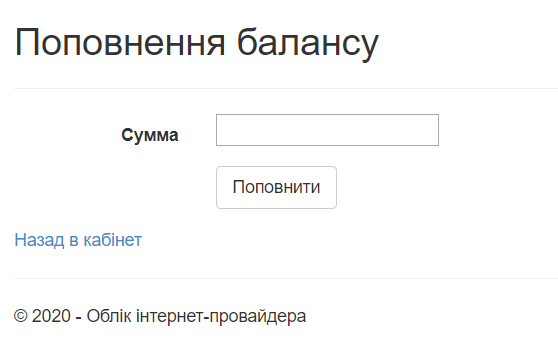 Поповнення балансу
Сумма
Поповнити
Назад в кабінет
© 2020 - Облік інтернет-провайдера